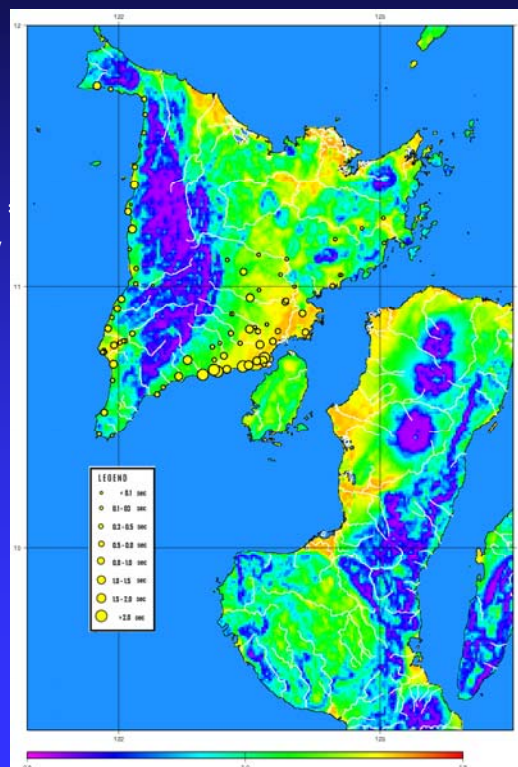 122 123
12
11
LEGEND
< 0.1 sec
0.1 - 0.3 sec
0.3 - 0.5 sec
0.5 - 0.8 sec
0.8 - 1.0 sec
1.0 - 1.5 sec
1.5 - 2.0 sec
> 2.0 sec
10
122 123